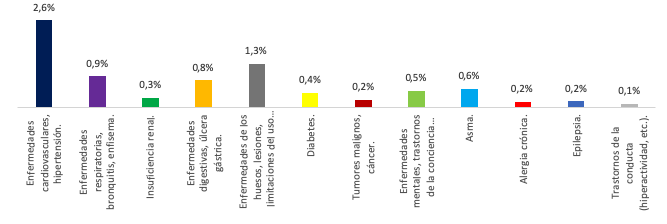 2,6%
0,9%
0,3%
0,8%
1,3%
0,4%
0,2%
0,5%
0,6%
0,2%
0,2%
0,1%
Enfermedades
cardiovasculares,
hipertensión.
Enfermedades
respiratorias,
bronquitis, enfisema.
Insuficiencia renal.
Enfermedades
digestivas, úlcera
gástrica.
Enfermedades de los
huesos, lesiones,
limitaciones del uso...
Diabetes.
Tumores malignos,
cáncer.
Enfermedades
mentales, trastornos
de la conciencia...
Asma.
Alergia crónica.
Epilepsia.
Trastornos de la
conducta
(hiperactividad, etc.).